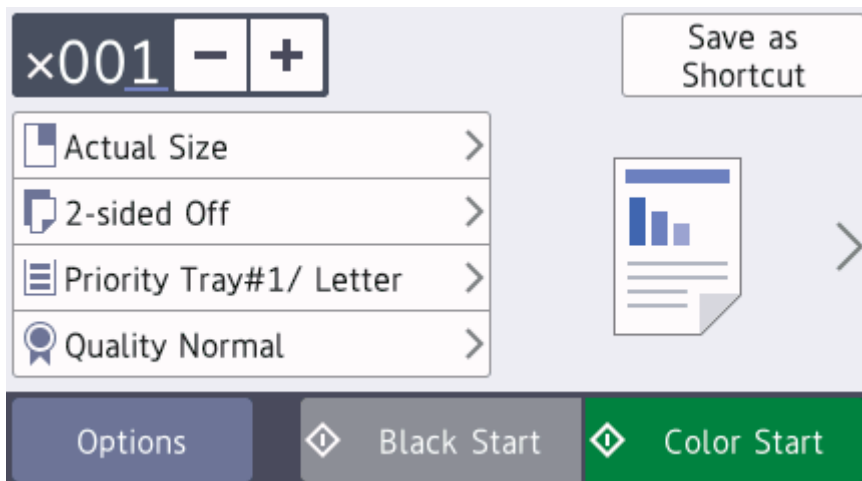 ×001 − +
Save as
Shortcut
Actual Size
2-sided Off
Priority Tray#1/ Letter
Quality Normal
Options
Black Start
Color Start